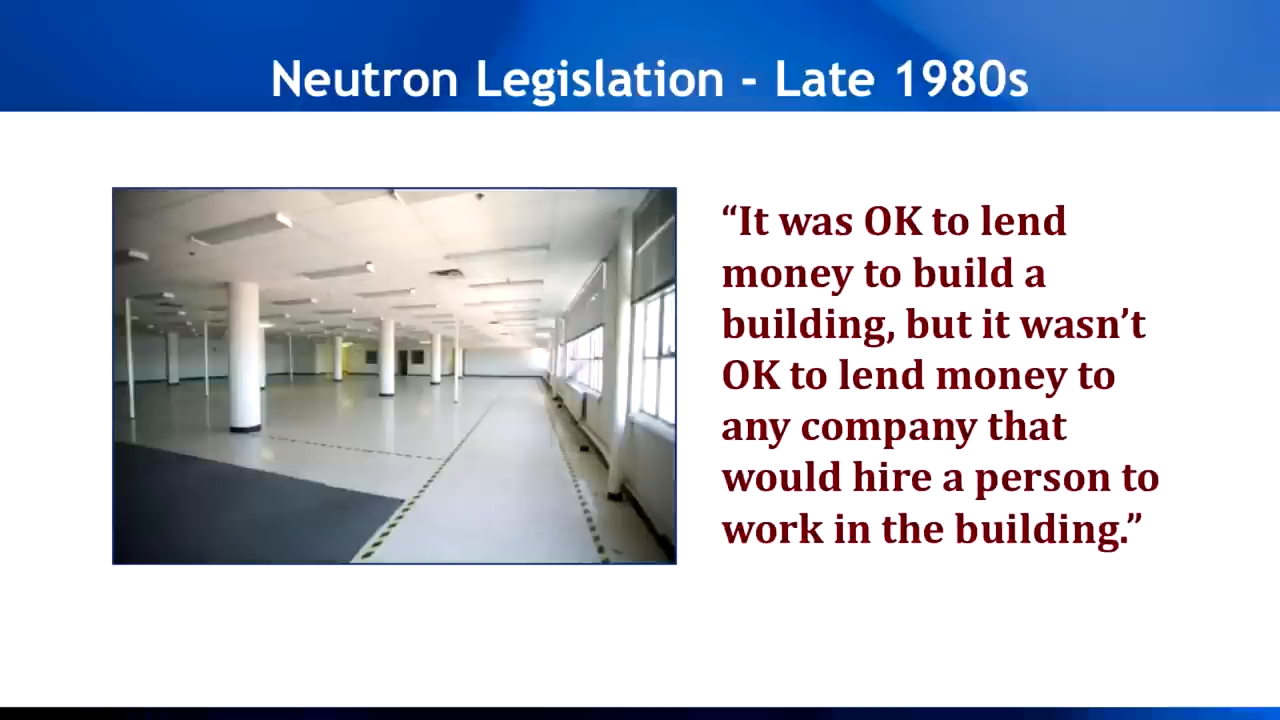 Neutron Legislation - Late 1980s
“It was OK to lend
money to build a
building, but it wasn’t
OK to lend money to
any company that
would hire a person to
work in the building.”